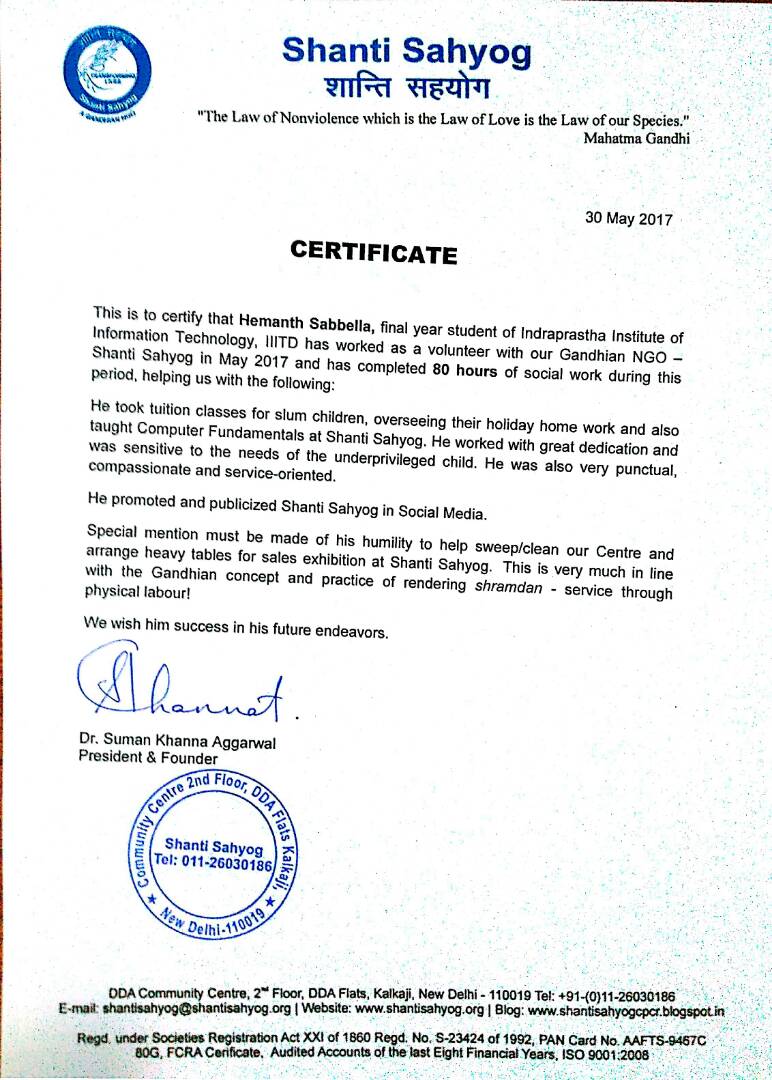 शान्ति सहयोग
TRANSFORMING
LIVES
Shanti Sahyog
A GANDHIAN NGO
Shanti Sahyog
शान्ति सहयोग
"The Law of Nonviolence which is the Law of Love is the Law of our Species."
Mahatma Gandhi
30 May 2017
CERTIFICATE
This is to certify that Hemanth Sabbella, final year student of Indraprastha Institute of
Information Technology, IIITD has worked as a volunteer with our Gandhian NGO –
Shanti Sahyog in May 2017 and has completed 80 hours of social work during this
period, helping us with the following:
He took tuition classes for slum children, overseeing their holiday home work and also
taught Computer Fundamentals at Shanti Sahyog. He worked with great dedication and
was sensitive to the needs of the underprivileged child. He was also very punctual,
compassionate and service-oriented.
He promoted and publicized Shanti Sahyog in Social Media.
Special mention must be made of his humility to help sweep/clean our Centre and
arrange heavy tables for sales exhibition at Shanti Sahyog. This is very much in line
with the Gandhian concept and practice of rendering shramdan - service through
physical labour!
We wish him success in his future endeavors.
Dr. Suman Khanna Aggarwal
President & Founder
Community Centre 2nd Floor, DDA Flats Kalkaji,
Shanti Sahyog
Tel: 011-26030186
★ New Delhi-110019 ★
DDA Community Centre, 2nd Floor, DDA Flats, Kalkaji, New Delhi - 110019 Tel: +91-(0)11-26030186
E-mail: shantisahyog@shantisahyog.org | Website: www.shantisahyog.org | Blog: www.shantisahyogcpcr.blogspot.in
Regd. under Societies Registration Act XXI of 1860 Regd. No. S-23424 of 1992, PAN Card No. AAFTS-9467C
80G, FCRA Cerificate, Audited Accounts of the last Eight Financial Years, ISO 9001:2008